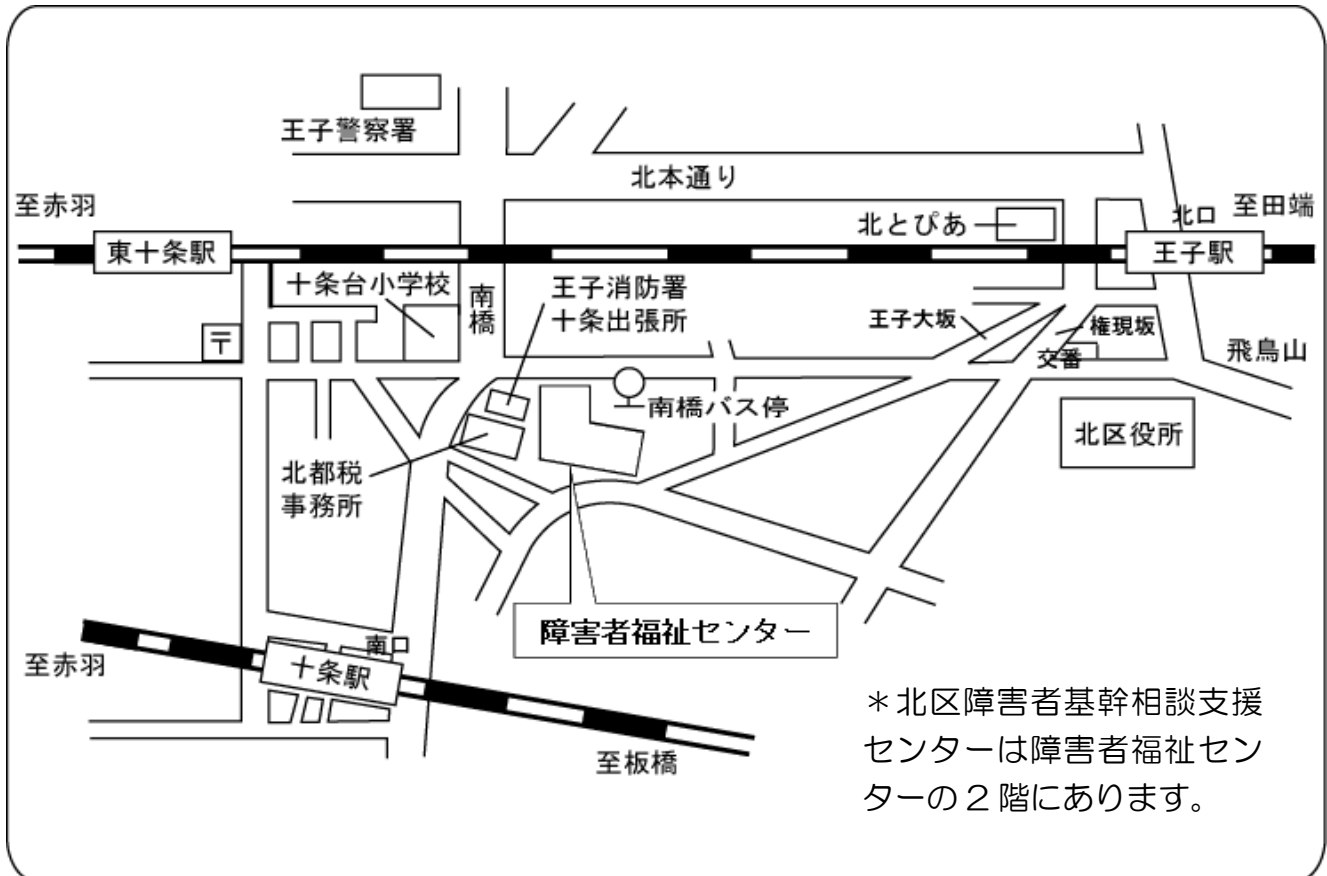 王子警察署
北本通り
至赤羽
北とぴあ
北口
至田端
東十条駅
王子駅
十条台小学校
南橋
王子消防署
十条出張所
王子大坂
権現坂
〒
交番
飛鳥山
南橋バス停
北区役所
北都税
事務所
障害者福祉センター
南口
至赤羽
十条駅
至板橋
＊北区障害者基幹相談支援
センターは障害者福祉セン
ターの２階にあります。